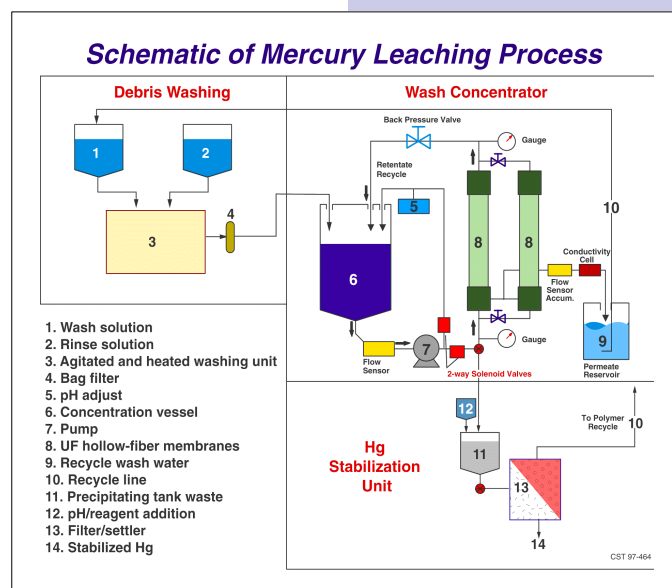 Schematic of Mercury Leaching Process
Debris Washing
Wash Concentrator
Back Pressure Valve
Gauge
1
2
Retentate
Recycle
4
5
10
3
8
8
Conductivity
Cell
6
Flow
Sensor
Accum.
7
Gauge
9
Flow
Sensor
2-way Solenoid Valves
Permeate
Reservoir
1. Wash solution
2. Rinse solution
3. Agitated and heated washing unit
4. Bag filter
5. pH adjust
6. Concentration vessel
7. Pump
8. UF hollow-fiber membranes
9. Recycle wash water
10. Recycle line
11. Precipitating tank waste
12. pH/reagent addition
13. Filter/settler
14. Stabilized Hg
Hg
Stabilization
Unit
12
11
13
14
To Polymer
Recycle
10
CST 97-464